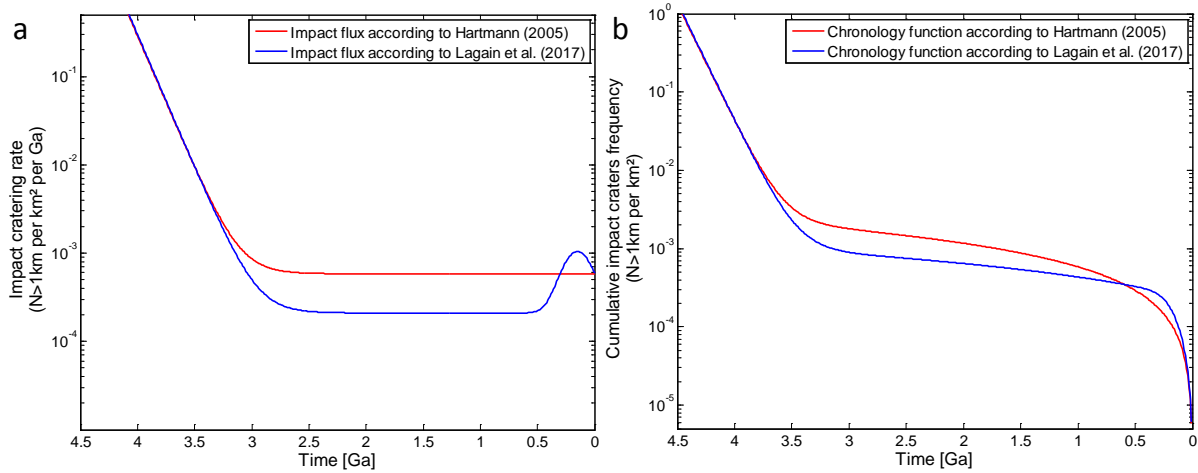 a
Impact flux according to Hartmann (2005)
Impact flux according to Lagain et al. (2017)
Impact cratering rate
(N>1km per km² per Ga)
10⁻¹
10⁻²
10⁻³
10⁻⁴
4.5 4 3.5 3 2.5 2 1.5 1 0.5 0
Time [Ga]
b
Chronology function according to Hartmann (2005)
Chronology function according to Lagain et al. (2017)
Cumulative impact craters frequency
(N>1km per km²)
10⁰
10⁻¹
10⁻²
10⁻³
10⁻⁴
10⁻⁵
4.5 4 3.5 3 2.5 2 1.5 1 0.5 0
Time [Ga]